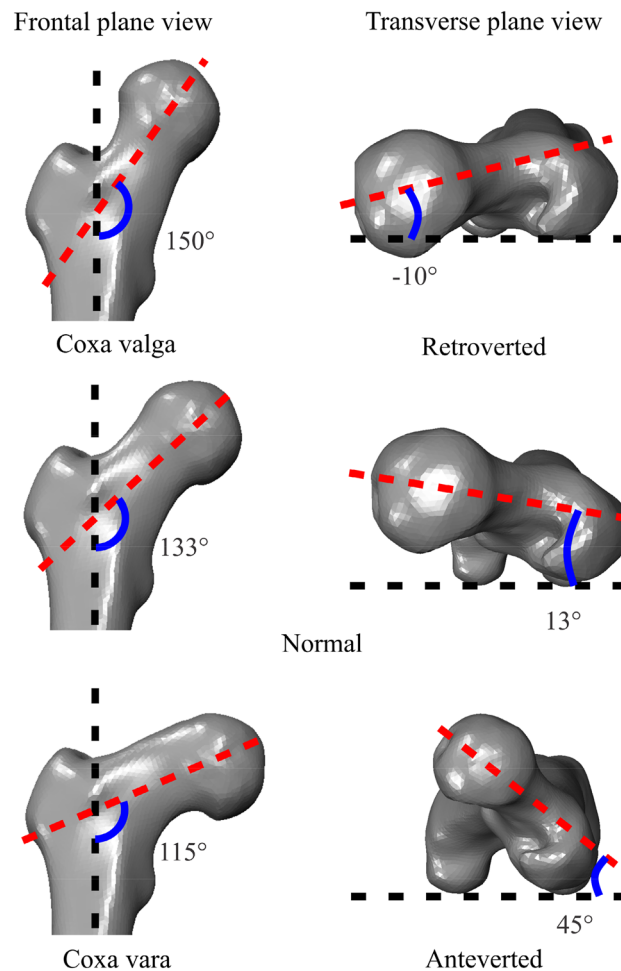 Frontal plane view
Transverse plane view
150°
-10°
Coxa valga
Retroverted
133°
13°
Normal
115°
45°
Coxa vara
Anteverted